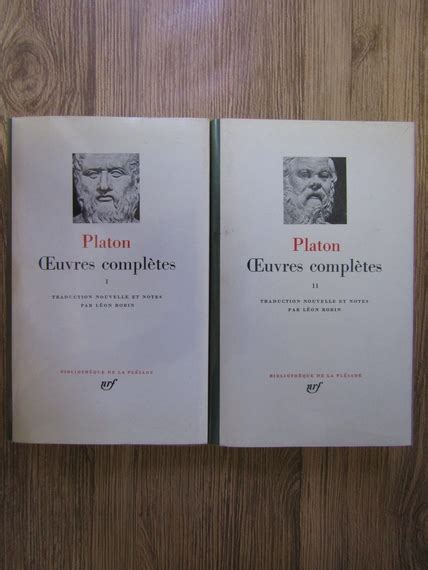 Platon
Œuvres complètes
I
TRADUCTION NOUVELLE ET NOTES
PAR LÉON ROBIN
BIBLIOTHÈQUE DE LA PLÉIADE
nrf
Platon
Œuvres complètes
II
TRADUCTION NOUVELLE ET NOTES
PAR LÉON ROBIN
BIBLIOTHÈQUE DE LA PLÉIADE
nrf